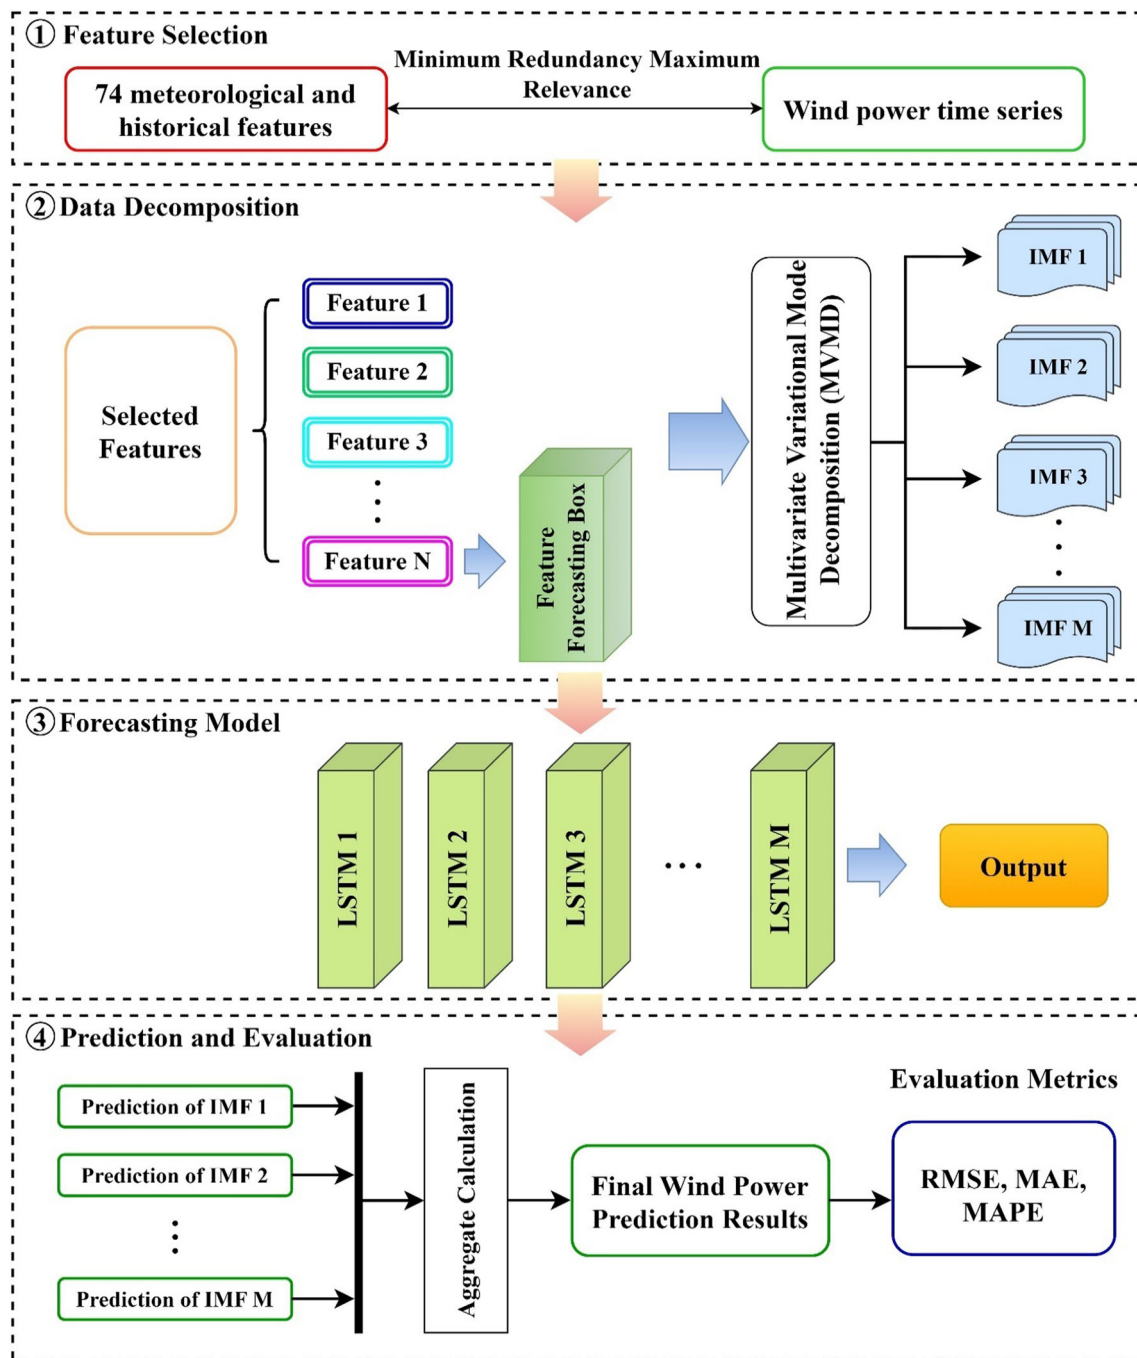 ① Feature Selection
Minimum Redundancy Maximum
Relevance
74 meteorological and
historical features
Wind power time series
② Data Decomposition
Selected
Features
Feature 1
Feature 2
Feature 3
Feature N
Feature
Forecasting Box
Multivariate Variational Mode
Decomposition (MVMD)
IMF 1
IMF 2
IMF 3
IMF M
③ Forecasting Model
LSTM 1
LSTM 2
LSTM 3
...
LSTM M
Output
④ Prediction and Evaluation
Prediction of IMF 1
Prediction of IMF 2
Prediction of IMF M
Aggregate Calculation
Final Wind Power
Prediction Results
Evaluation Metrics
RMSE, MAE,
MAPE